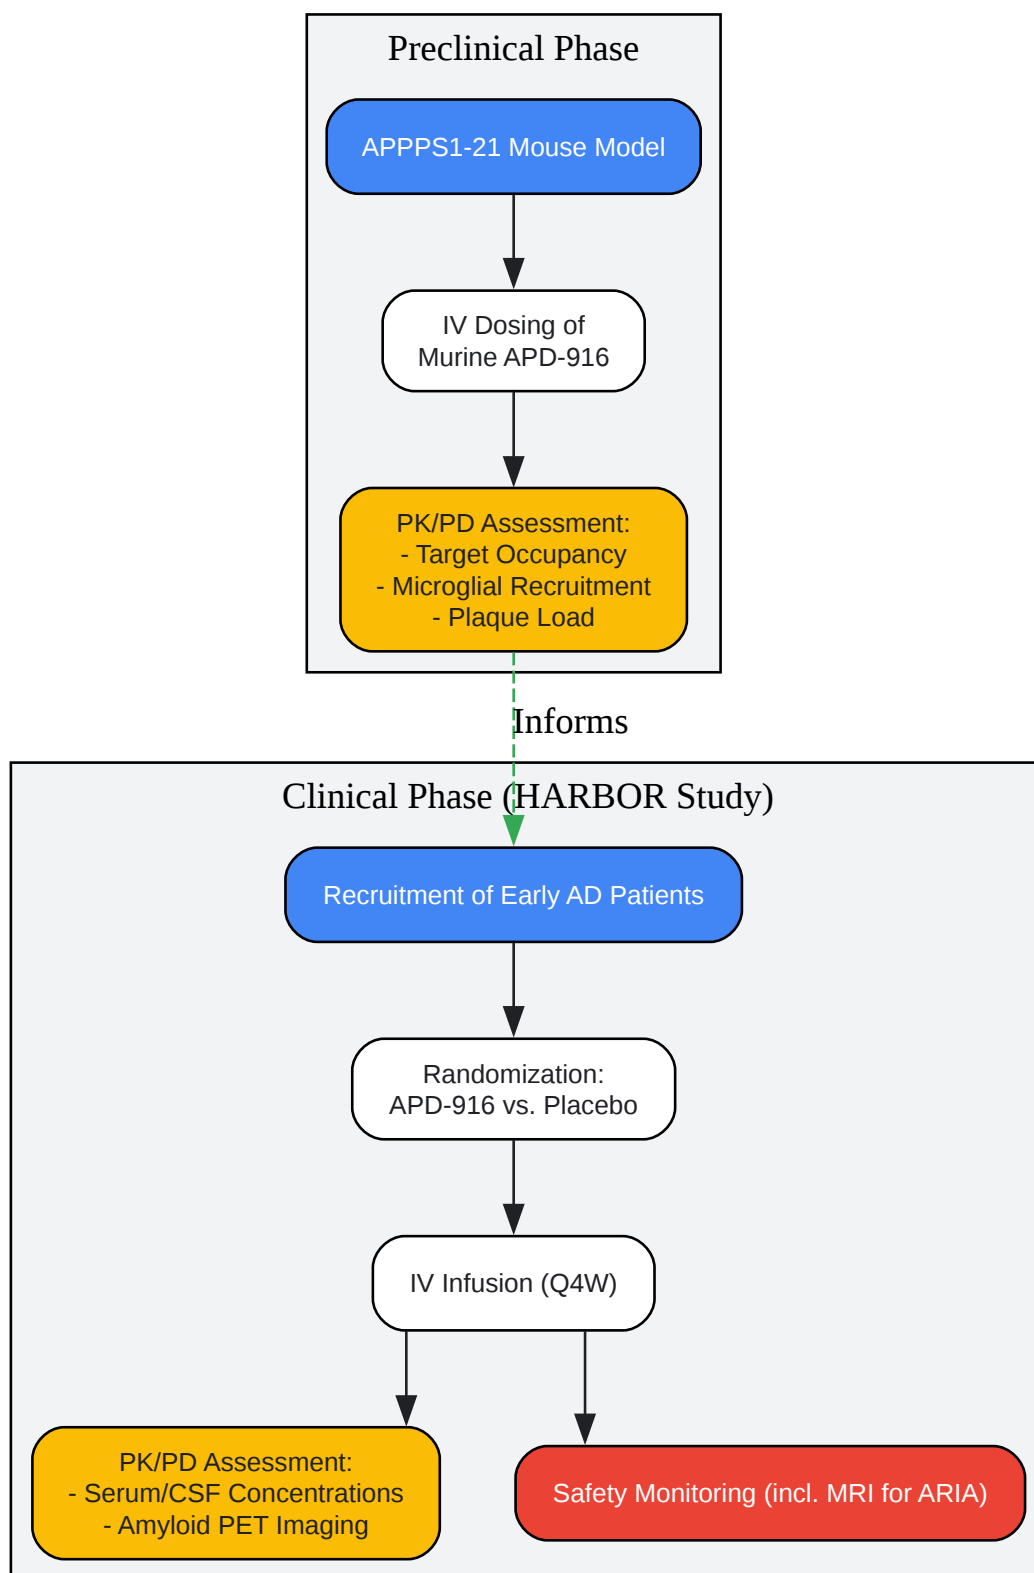 Preclinical Phase
APPPS1-21 Mouse Model
IV Dosing of
Murine APD-916
PK/PD Assessment:
- Target Occupancy
- Microglial Recruitment
- Plaque Load
Informs
Clinical Phase (HARBOR Study)
Recruitment of Early AD Patients
Randomization:
APD-916 vs. Placebo
IV Infusion (Q4W)
PK/PD Assessment:
- Serum/CSF Concentrations
- Amyloid PET Imaging
Safety Monitoring (incl. MRI for ARIA)